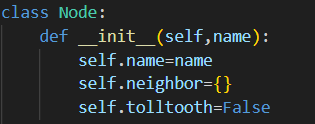 class Node:
    def __init__(self,name):
        self.name=name
        self.neighbor={}
        self.tolltooth=False